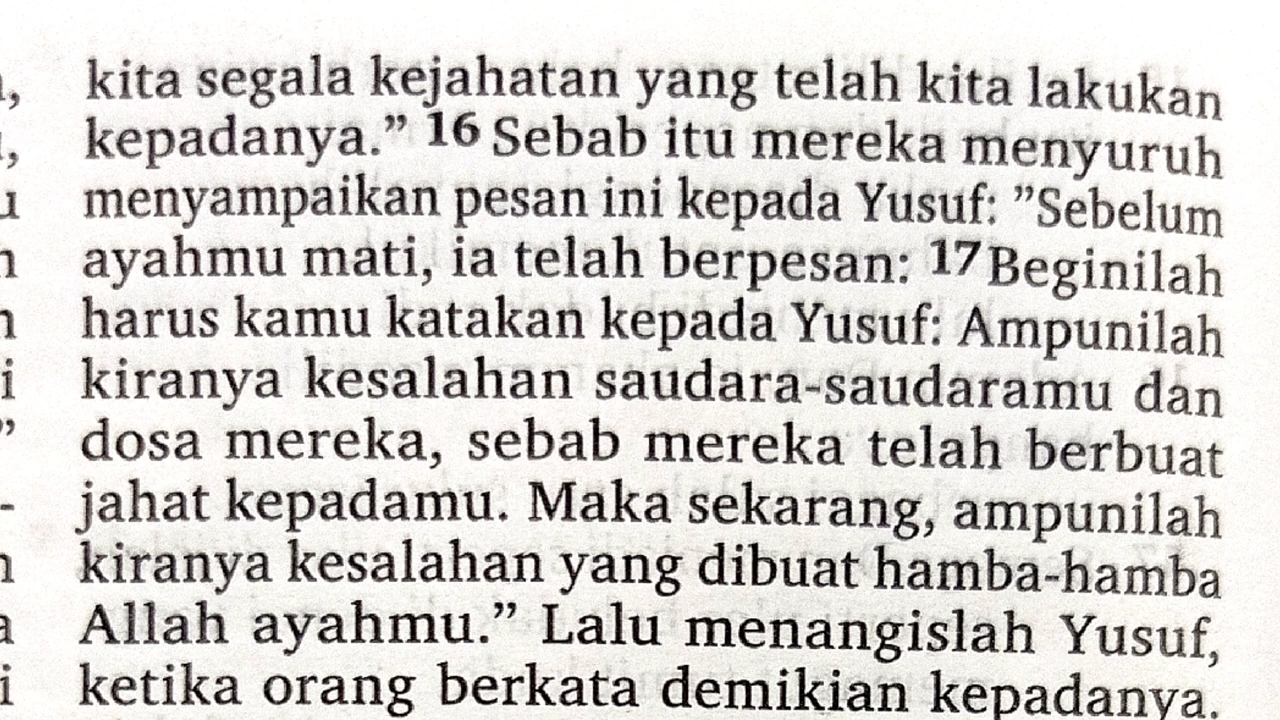 kita segala kejahatan yang telah kita lakukan
kepadanya.” 16 Sebab itu mereka menyuruh
menyampaikan pesan ini kepada Yusuf: ”Sebelum
ayahmu mati, ia telah berpesan: 17 Beginilah
harus kamu katakan kepada Yusuf: Ampunilah
kiranya kesalahan saudara-saudaramu dan
dosa mereka, sebab mereka telah berbuat
jahat kepadamu. Maka sekarang, ampunilah
kiranya kesalahan yang dibuat hamba-hamba
Allah ayahmu.” Lalu menangislah Yusuf,
ketika orang berkata demikian kepadanya.